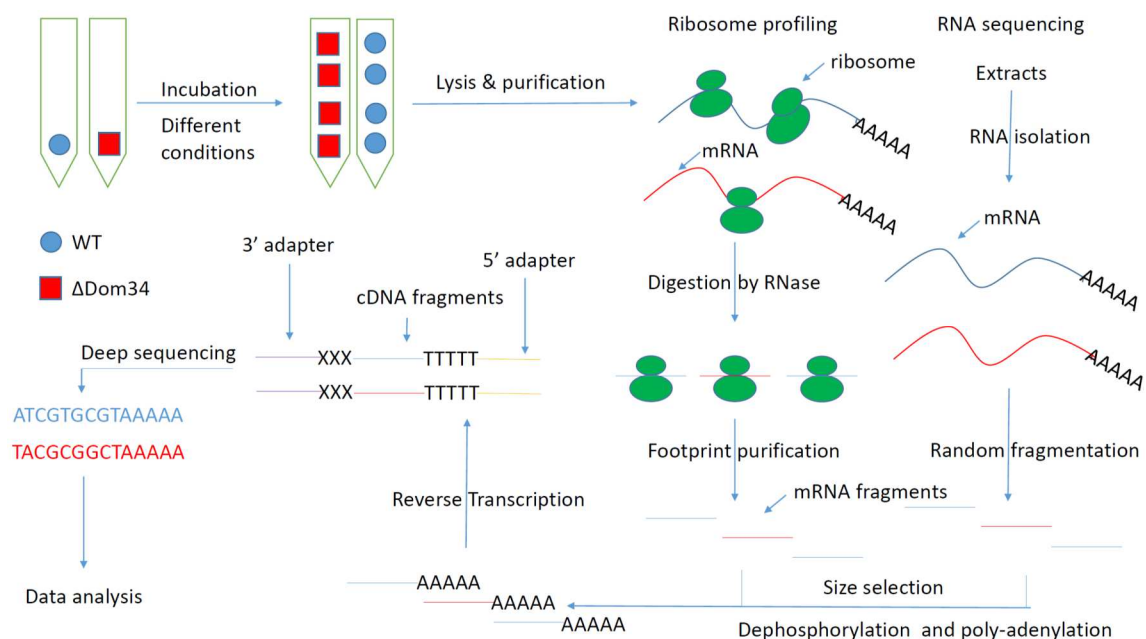 Ribosome profiling
RNA sequencing
ribosome
Extracts
Incubation
Lysis & purification
Different
conditions
AAAAA
RNA isolation
mRNA
AAAAA
mRNA
WT
3’ adapter
5’ adapter
ΔDom34
cDNA fragments
Digestion by RNase
AAAAA
Deep sequencing
XXX
TTTTT
AAAAA
XXX
TTTTT
ATCGTGCGTAAAAA
TACGCGGCTAAAAA
Footprint purification
Random fragmentation
Reverse Transcription
mRNA fragments
AAAAA
Size selection
Data analysis
AAAAA
AAAAA
Dephosphorylation and poly-adenylation